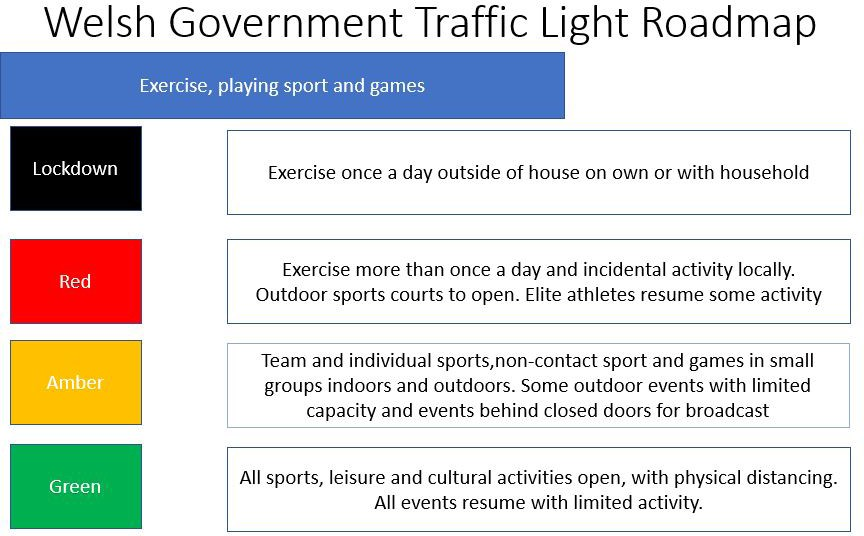 Welsh Government Traffic Light Roadmap
Exercise, playing sport and games
Lockdown
Exercise once a day outside of house on own or with household
Red
Exercise more than once a day and incidental activity locally.
Outdoor sports courts to open. Elite athletes resume some activity
Amber
Team and individual sports,non-contact sport and games in small
groups indoors and outdoors. Some outdoor events with limited
capacity and events behind closed doors for broadcast
Green
All sports, leisure and cultural activities open, with physical distancing.
All events resume with limited activity.